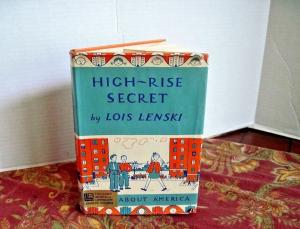 HIGH-RISE
SECRET
by LOIS LENSKI
ABOUT AMERICA